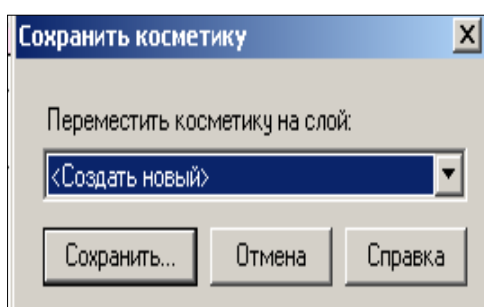 Сохранить косметику
Переместить косметику на слой:
<Создать новый>
Сохранить... Отмена Справка